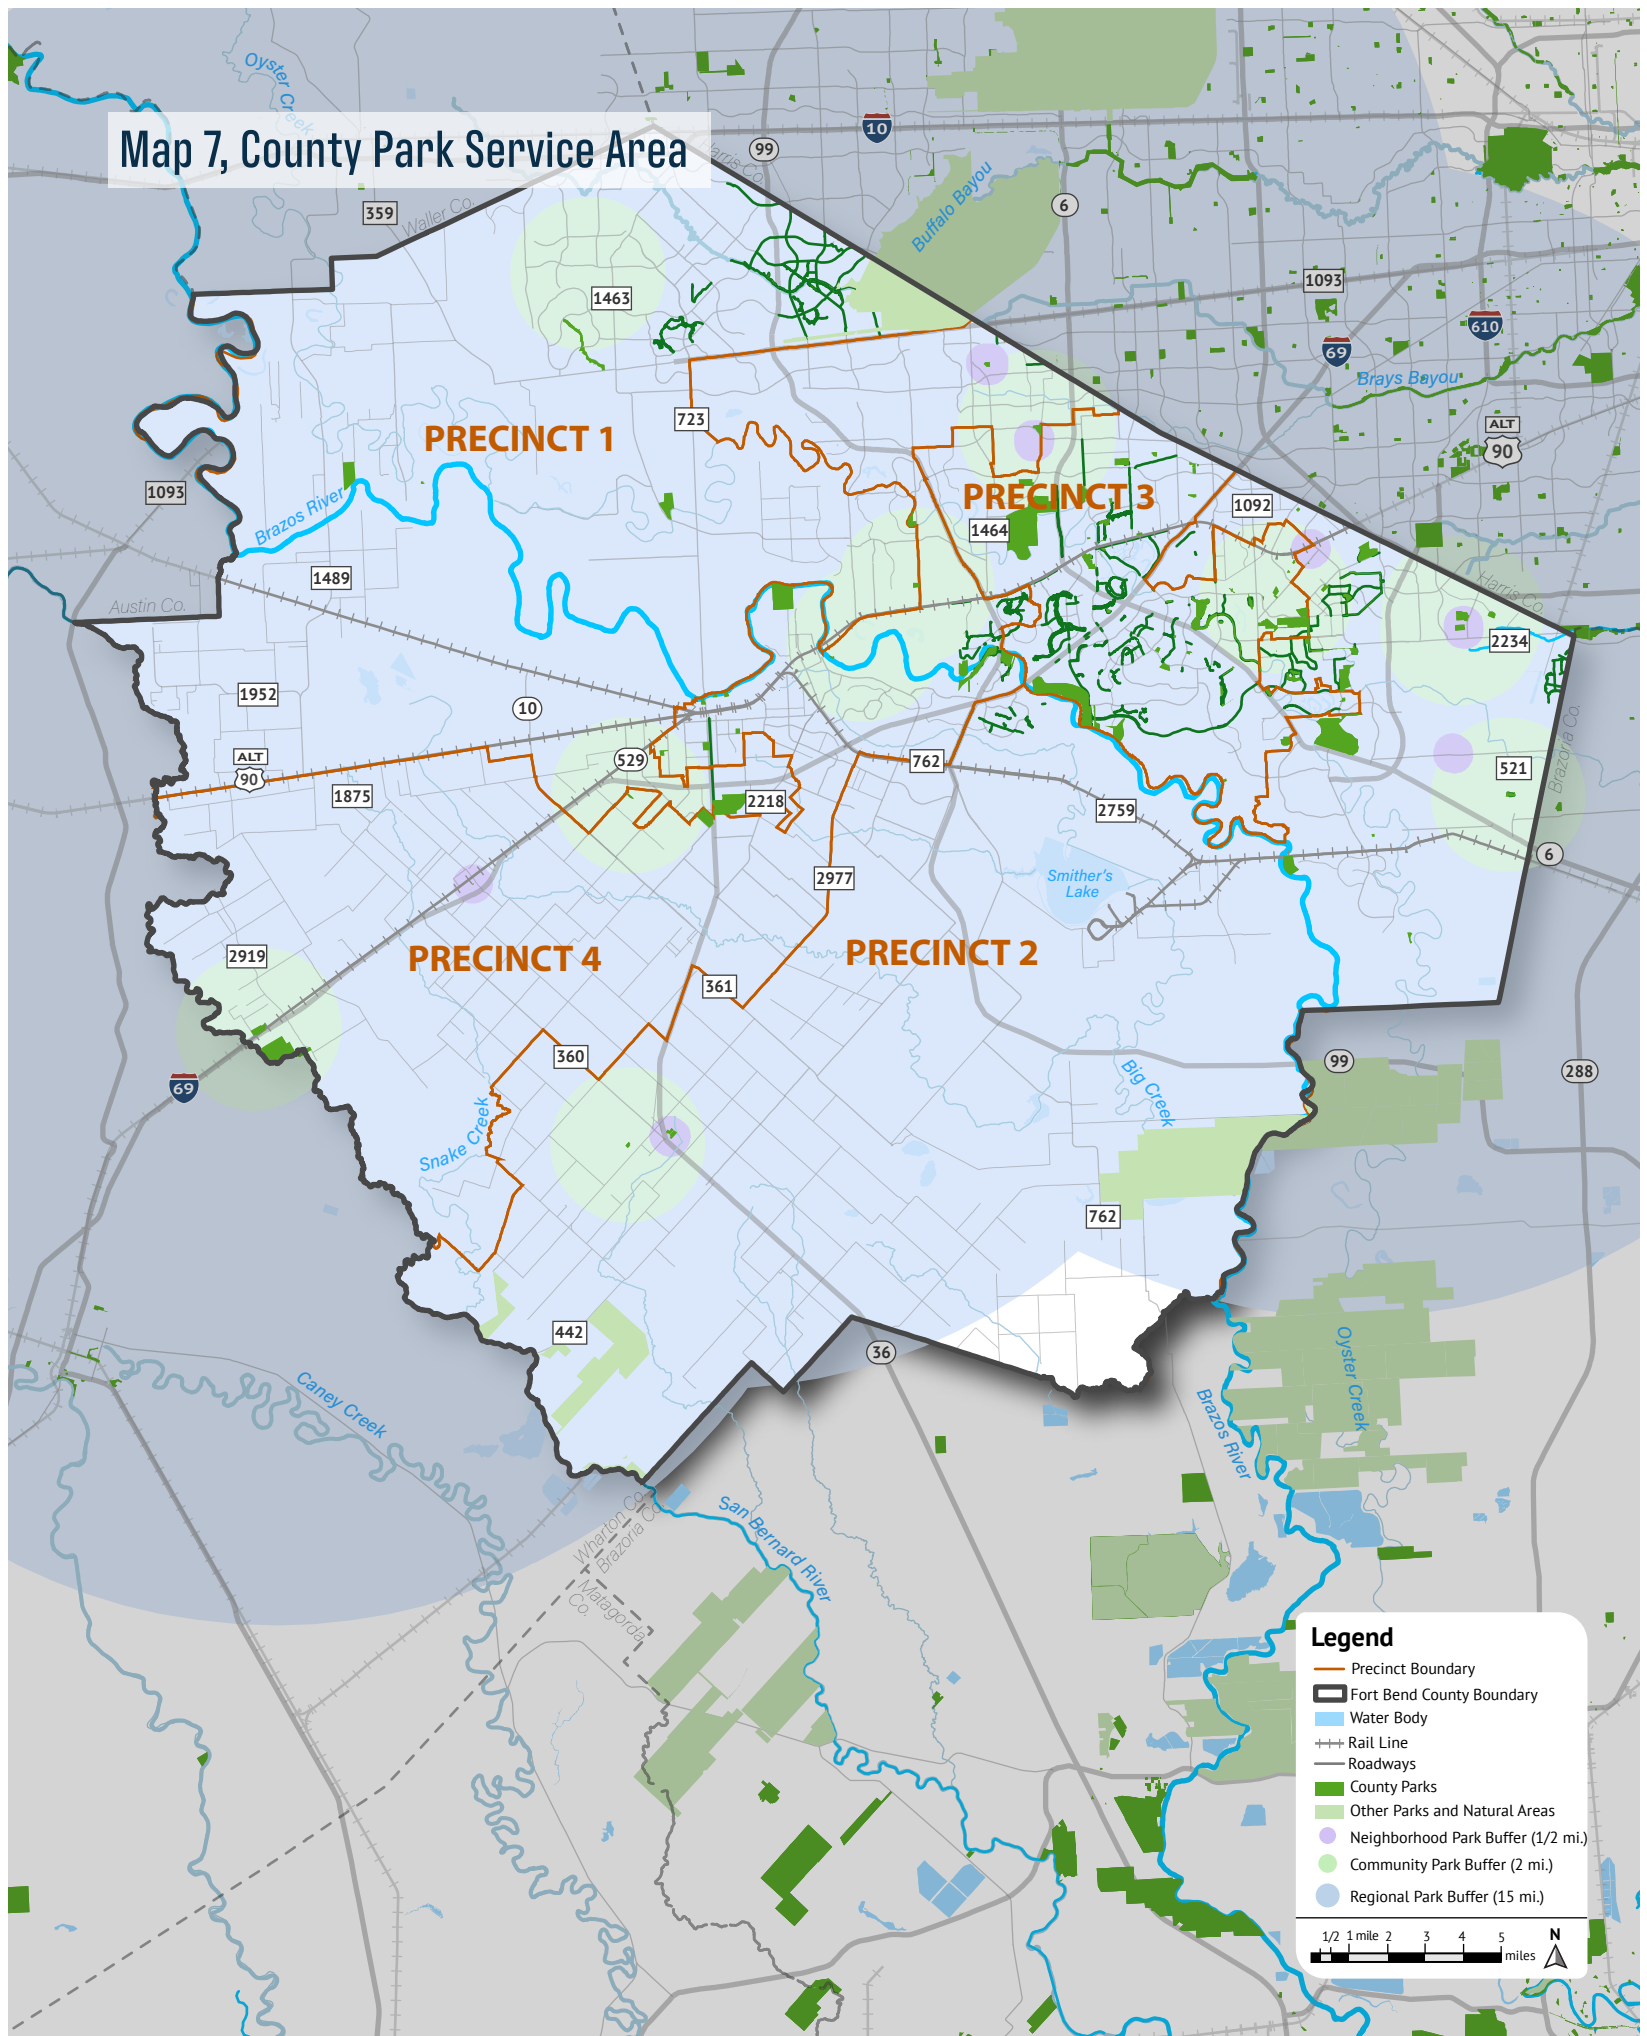 Oyster Creek
Map 7, County Park Service Area
10
99
Harris Co.
Buffalo Bayou
6
359
Waller Co.
1463
1093
610
69
Brays Bayou
723
ALT
90
PRECINCT 1
1093
Brazos River
PRECINCT 3
1092
1464
1489
Austin Co.
Harris Co.
2234
1952
10
Brazoria Co.
ALT
90
529
762
521
1875
2218
2759
6
2977
Smither's
Lake
2919
PRECINCT 4
PRECINCT 2
361
360
69
99
288
Big Creek
Snake Creek
762
442
36
Oyster Creek
Caney Creek
Brazos River
Wharton Co.
Brazoria Co.
Matagorda
Co.
San Bernard River
Legend
Precinct Boundary
Fort Bend County Boundary
Water Body
Rail Line
Roadways
County Parks
Other Parks and Natural Areas
Neighborhood Park Buffer (1/2 mi.)
Community Park Buffer (2 mi.)
Regional Park Buffer (15 mi.)
1/2 1 mile 2 3 4 5
miles
N